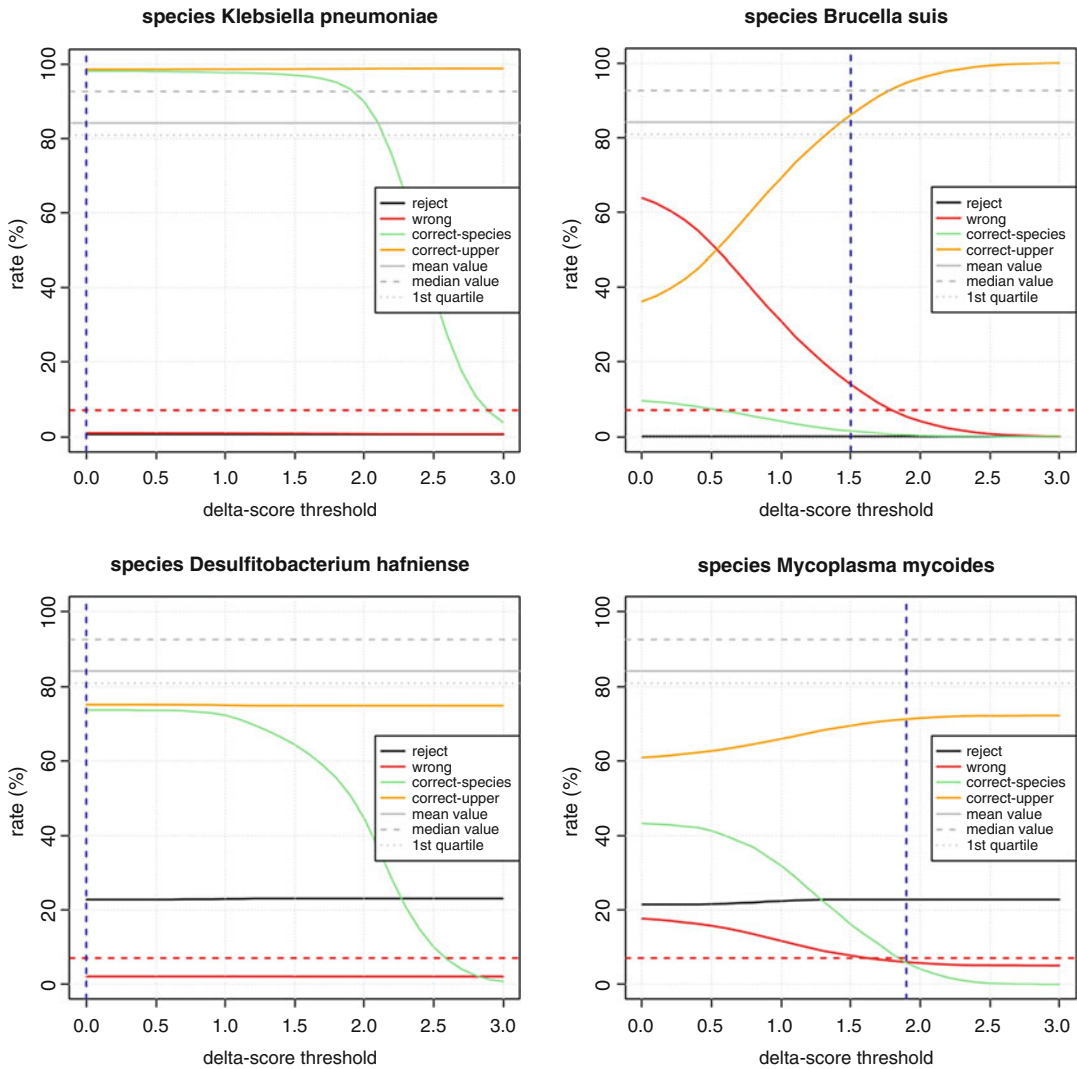 species Klebsiella pneumoniae
rate (%)
100
80
60
40
20
0
reject
wrong
correct-species
correct-upper
mean value
median value
1st quartile
0.0 0.5 1.0 1.5 2.0 2.5 3.0
delta-score threshold
species Brucella suis
rate (%)
100
80
60
40
20
0
reject
wrong
correct-species
correct-upper
mean value
median value
1st quartile
0.0 0.5 1.0 1.5 2.0 2.5 3.0
delta-score threshold
species Desulfitobacterium hafniense
rate (%)
100
80
60
40
20
0
reject
wrong
correct-species
correct-upper
mean value
median value
1st quartile
0.0 0.5 1.0 1.5 2.0 2.5 3.0
delta-score threshold
species Mycoplasma mycoides
rate (%)
100
80
60
40
20
0
reject
wrong
correct-species
correct-upper
mean value
median value
1st quartile
0.0 0.5 1.0 1.5 2.0 2.5 3.0
delta-score threshold